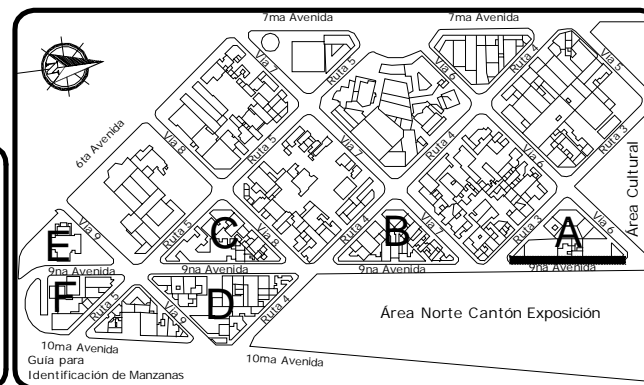 7ma Avenida
7ma Avenida
Vía 7
Ruta 5
Vía 6
Ruta 4
Vía 5
6ta Avenida
Vía 8
Ruta 5
Vía 7
Ruta 4
Vía 6
Ruta 3
Área Cultural
E
Vía 9
Ruta 5
C
Vía 8
Ruta 4
B
Vía 7
Ruta 3
A
Vía 6
9na Avenida
9na Avenida
9na Avenida
9na Avenida
F
Ruta 5
Vía 9
D
Ruta 4
Área Norte Cantón Exposición
10ma Avenida
10ma Avenida
Guía para
Identificación de Manzanas